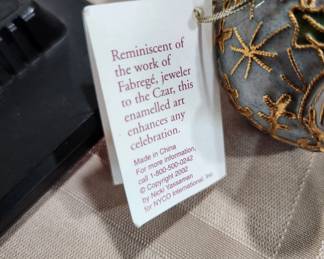 Reminiscent of
the work of
Fabregé, jeweler
to the Czar, this
enamelled art
enhances any
celebration.
Made in China
For more information,
call 1-800-500-0242
© Copyright 2002
by Nicki Yassaman
for NYCO International, Inc.